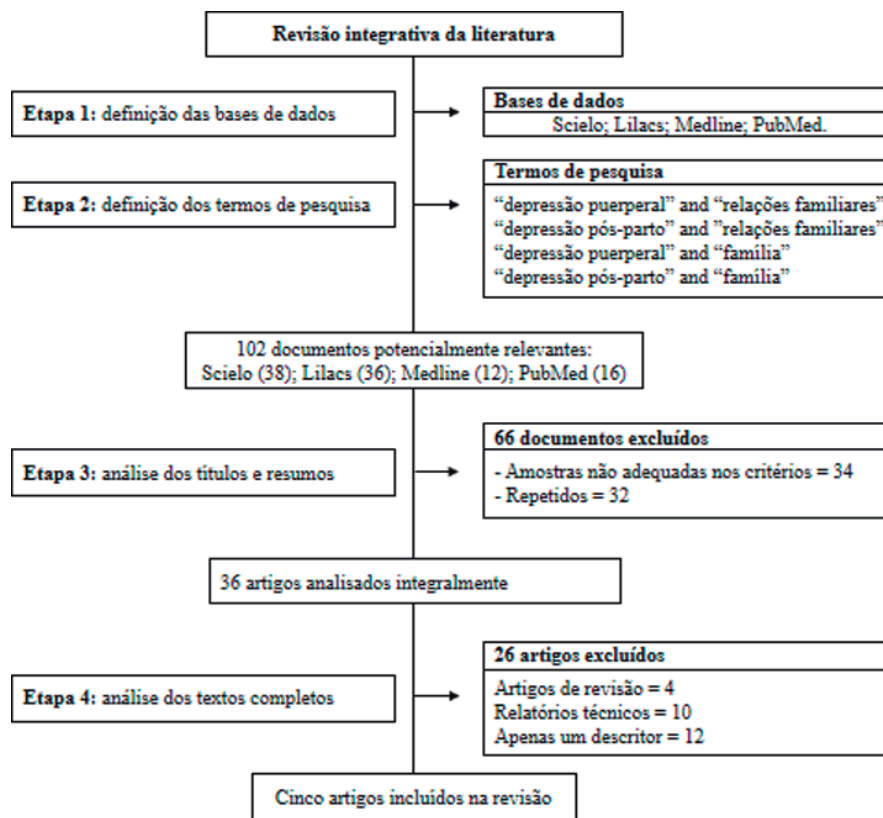 Revisão integrativa da literatura
Etapa 1: definição das bases de dados
Bases de dados
Scielo; Lilacs; Medline; PubMed.
Etapa 2: definição dos termos de pesquisa
Termos de pesquisa
“depressão puerperal” and “relações familiares”
“depressão pós-parto” and ”relações familiares”
“depressão puerperal” and “família”
“depressão pós-parto” and “família”
102 documentos potencialmente relevantes:
Scielo (38); Lilacs (36); Medline (12); PubMed (16)
Etapa 3: análise dos títulos e resumos
66 documentos excluídos
- Amostras não adequadas nos critérios = 34
- Repetidos = 32
36 artigos analisados integralmente
Etapa 4: análise dos textos completos
26 artigos excluídos
Artigos de revisão = 4
Relatórios técnicos = 10
Apenas um descritor = 12
Cinco artigos incluídos na revisão